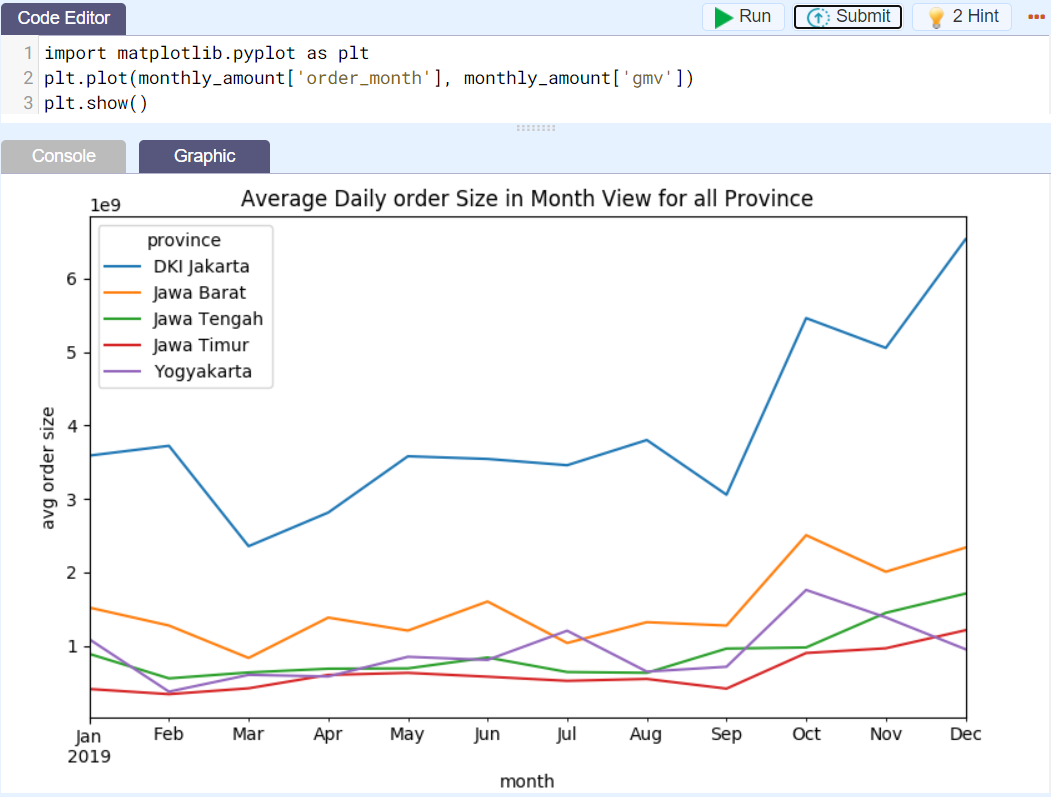 Code Editor
Run
Submit
2 Hint
1 import matplotlib.pyplot as plt
2 plt.plot(monthly_amount['order_month'], monthly_amount['gmv'])
3 plt.show()
Console
Graphic
Average Daily order Size in Month View for all Province
1e9
province
DKI Jakarta
Jawa Barat
Jawa Tengah
Jawa Timur
Yogyakarta
6
5
4
3
2
1
avg order size
Jan Feb Mar Apr May Jun Jul Aug Sep Oct Nov Dec
2019
month